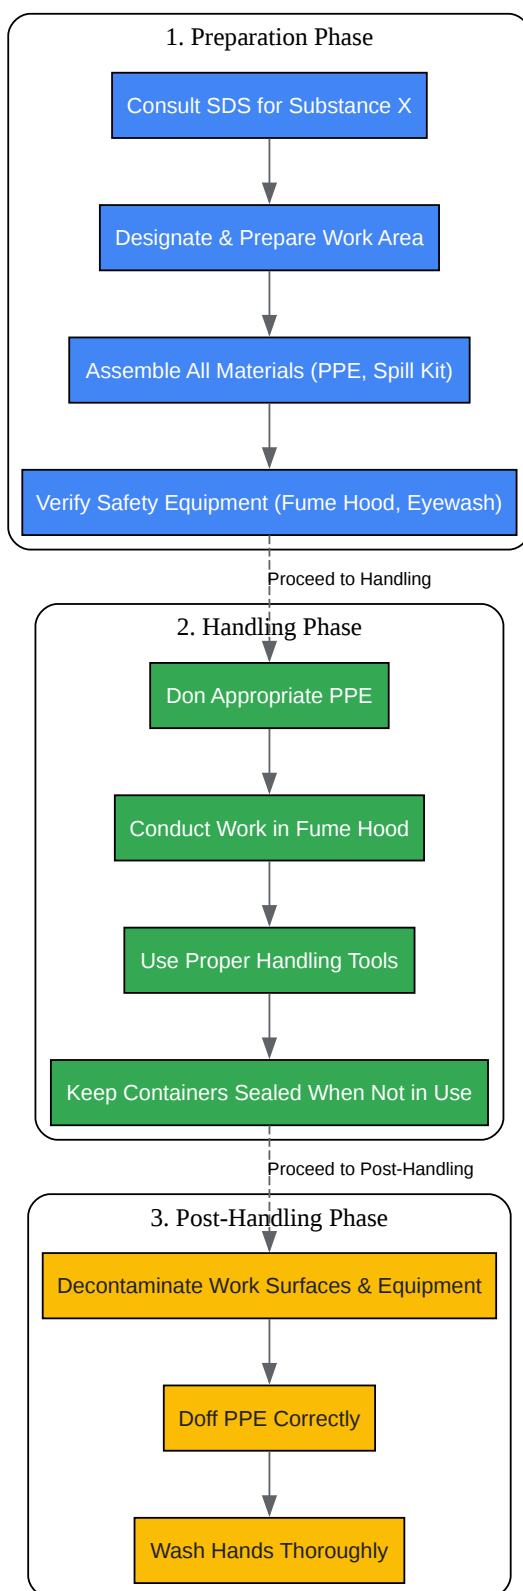 1. Preparation Phase
Consult SDS for Substance X
Designate & Prepare Work Area
Assemble All Materials (PPE, Spill Kit)
Verify Safety Equipment (Fume Hood, Eyewash)
Proceed to Handling
2. Handling Phase
Don Appropriate PPE
Conduct Work in Fume Hood
Use Proper Handling Tools
Keep Containers Sealed When Not in Use
Proceed to Post-Handling
3. Post-Handling Phase
Decontaminate Work Surfaces & Equipment
Doff PPE Correctly
Wash Hands Thoroughly